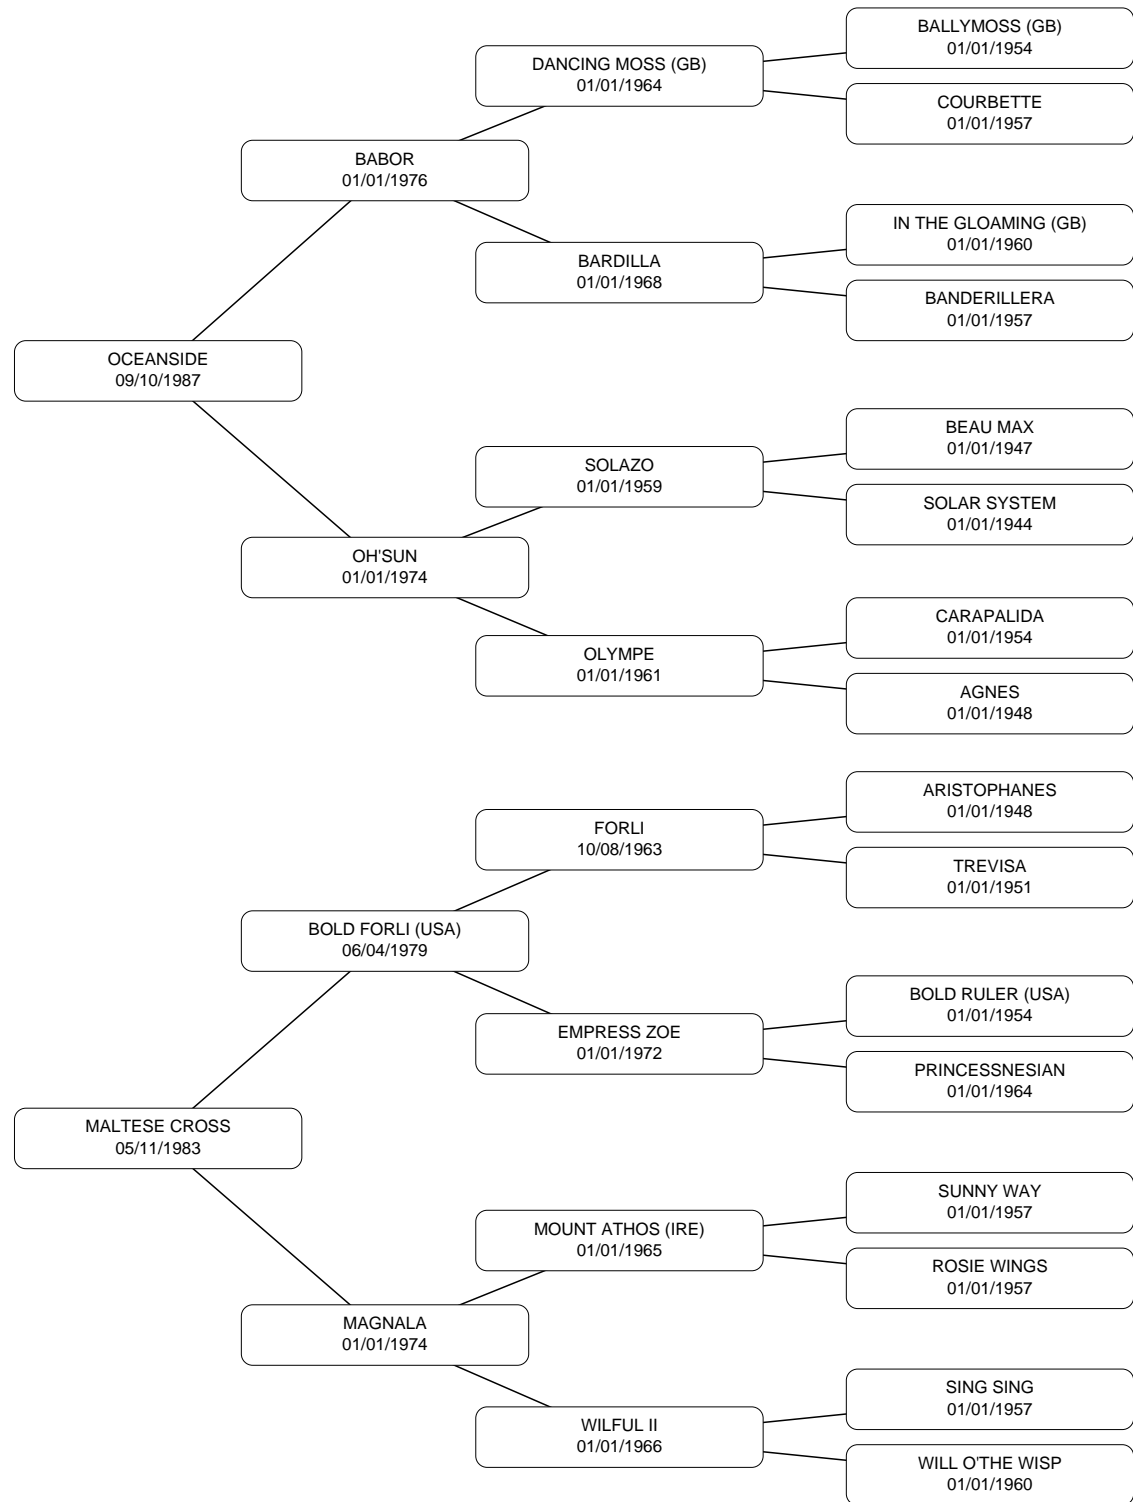 BALLYMOSS (GB)
01/01/1954
DANCING MOSS (GB)
01/01/1964
COURBETTE
01/01/1957
BABOR
01/01/1976
IN THE GLOAMING (GB)
01/01/1960
BARDILLA
01/01/1968
BANDERILLERA
01/01/1957
OCEANSIDE
09/10/1987
BEAU MAX
01/01/1947
SOLAZO
01/01/1959
SOLAR SYSTEM
01/01/1944
OH'SUN
01/01/1974
CARAPALIDA
01/01/1954
OLYMPE
01/01/1961
AGNES
01/01/1948
ARISTOPHANES
01/01/1948
FORLI
10/08/1963
TREVISA
01/01/1951
BOLD FORLI (USA)
06/04/1979
BOLD RULER (USA)
01/01/1954
EMPRESS ZOE
01/01/1972
PRINCESSNESIAN
01/01/1964
MALTESE CROSS
05/11/1983
SUNNY WAY
01/01/1957
MOUNT ATHOS (IRE)
01/01/1965
ROSIE WINGS
01/01/1957
MAGNALA
01/01/1974
SING SING
01/01/1957
WILFUL II
01/01/1966
WILL O'THE WISP
01/01/1960